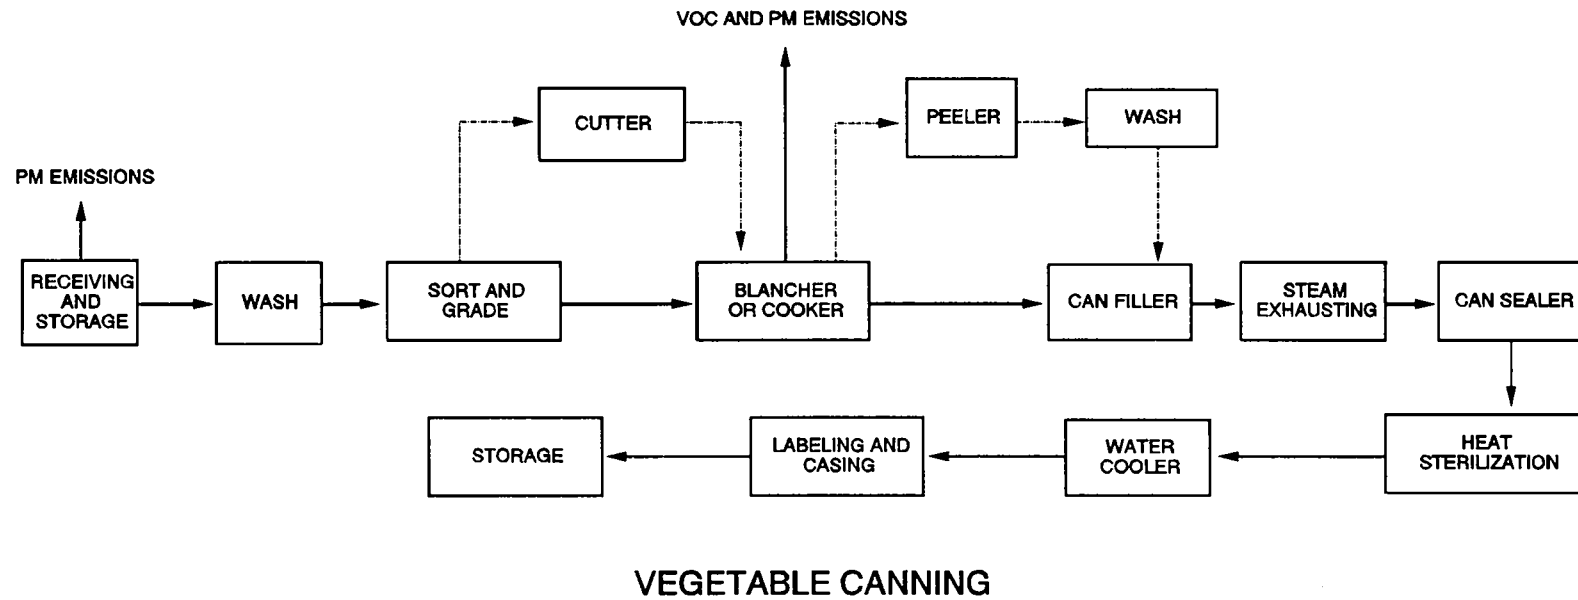 VOC AND PM EMISSIONS
CUTTER
PEELER
WASH
PM EMISSIONS
RECEIVING
AND
STORAGE
WASH
SORT AND
GRADE
BLANCHER
OR COOKER
CAN FILLER
STEAM
EXHAUSTING
CAN SEALER
STORAGE
LABELING AND
CASING
WATER
COOLER
HEAT
STERILIZATION
VEGETABLE CANNING